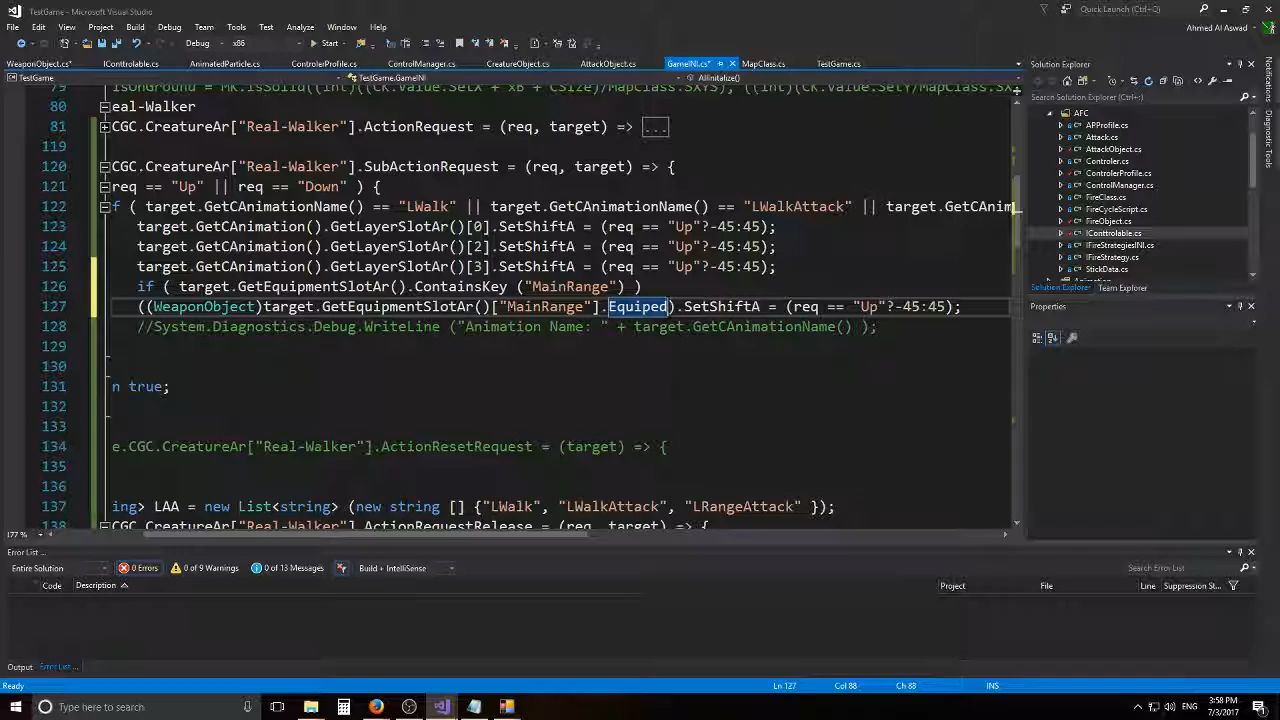 TestGame - Microsoft Visual Studio
Quick Launch (Ctrl+;)
File Edit View Project Build Debug Team Tools Ar Test Analyze Window Help
Ahmed Al Aswad
Debug x86 Start
WeaponObject.cs* IConttrolable.cs AnimatedParticle.cs ControlerProfile.cs CGC.cs LayerManager.cs CreatureObject.cs AttackObject.cs GameINI.cs* MapClass.cs TestGame.cs
TestGame TestGame.GameINI AllInitalize()
79 isOnGround = MK.isSolid((int)((CK.Value.SetX + xB + CSize)/MapClass.SXYS), ((int)(CK.Value.SetY/MapClass.SX
80 eal-Walker
81 CGC.CreatureAr["Real-Walker"].ActionRequest = (req, target) => ...
119
120 CGC.CreatureAr["Real-Walker"].SubActionRequest = (req, target) => {
121 req == "Up" || req == "Down" ) {
122 f ( target.GetCAnimationName() == "LWalk" || target.GetCAnimationName() == "LWalkAttack" || target.GetCAnim
123 target.GetCAnimation().GetLayerSlotAr()[0].SetShiftA = (req == "Up"?-45:45);
124 target.GetCAnimation().GetLayerSlotAr()[2].SetShiftA = (req == "Up"?-45:45);
125 target.GetCAnimation().GetLayerSlotAr()[3].SetShiftA = (req == "Up"?-45:45);
126 if ( target.GetEquipmentSlotAr().ContainsKey ("MainRange") )
127 ((WeaponObject)target.GetEquipmentSlotAr()["MainRange"].Equiped).SetShiftA = (req == "Up"?-45:45);
128 //System.Diagnostics.Debug.WriteLine ("Animation Name: " + target.GetCAnimationName() );
129
130
131 n true;
132
133
134 e.CGC.CreatureAr["Real-Walker"].ActionResetRequest = (target) => {
135
136
137 ing> LAA = new List<string> (new string [] {"LWalk", "LWalkAttack", "LRangeAttack" });
138 CGC.CreatureAr["Real-Walker"].ActionRequestRelease = (req, target) => {
177 %
Solution Explorer
Search Solution Explorer (Ctrl+;)
AFC
APProfile.cs
Attack.cs
AttackObject.cs
Controler.cs
ControlerProfile.cs
ControlManager.cs
FireClass.cs
FireCycleScript.cs
FireObject.cs
IConttrolable.cs
IFireStrategiesINI.cs
IFireStrategy.cs
StickData.cs
Solution Explorer Team Explorer
Properties
Notifications
Diagnostic Tools
Error List ...
Entire Solution 0 Errors 0 of 9 Warnings 0 of 13 Messages Build + IntelliSense
Search Error List
Code Description Project File Line Suppression St...
Output Error List ...
Ready Ln 127 Col 88 Ch 88 INS
Type here to search
ENG
3:58 PM
7/3/2017